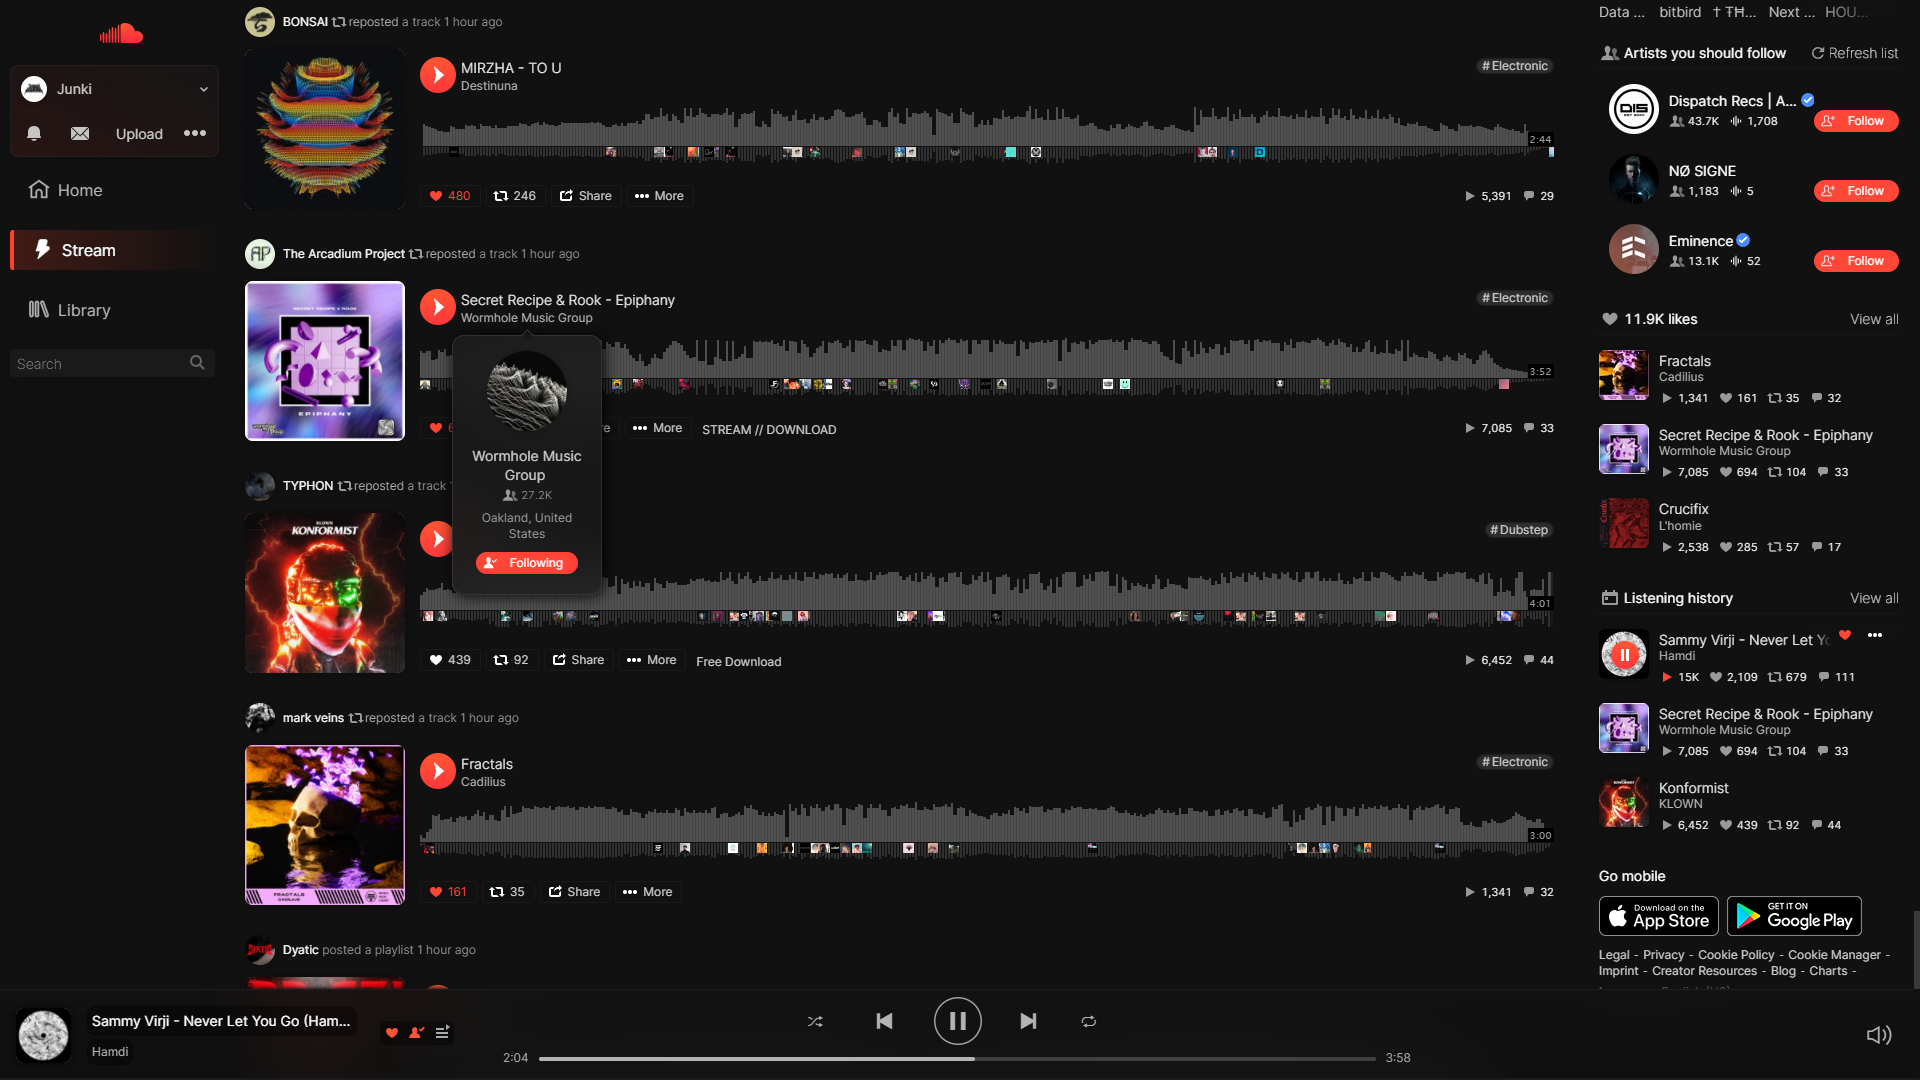 Junki
Upload
Home
Stream
Library
Search
BONSAI reposted a track 1 hour ago
MIRZHA - TO U
Destinuna
#Electronic
2:44
480
246
Share
More
5,391
29
The Arcadium Project reposted a track 1 hour ago
SECRET RECIPE & ROOK
EPIPHANY
Secret Recipe & Rook - Epiphany
Wormhole Music Group
#Electronic
3:52
More
STREAM // DOWNLOAD
7,085
33
Wormhole Music
Group
27.2K
Oakland, United
States
Following
TYPHON reposted a track
KLOWN
KONFORMIST
#Dubstep
4:01
439
92
Share
More
Free Download
6,452
44
mark veins reposted a track 1 hour ago
FRACTALS
CADILIUS
Fractals
Cadilius
#Electronic
3:00
161
35
Share
More
1,341
32
Dyatic posted a playlist 1 hour ago
Data ...
bitbird
† ŦĦ...
Next ...
HOU...
Artists you should follow
Refresh list
DIS
Dispatch Recs | A...
43.7K
1,708
Follow
NØ SIGNE
1,183
5
Follow
Eminence
13.1K
52
Follow
11.9K likes
View all
Fractals
Cadilius
1,341
161
35
32
Secret Recipe & Rook - Epiphany
Wormhole Music Group
7,085
694
104
33
Crucifix
L'homie
2,538
285
57
17
Listening history
View all
Sammy Virji - Never Let Yo
Hamdi
15K
2,109
679
111
Secret Recipe & Rook - Epiphany
Wormhole Music Group
7,085
694
104
33
Konformist
KLOWN
6,452
439
92
44
Go mobile
Download on the
App Store
GET IT ON
Google Play
Legal - Privacy - Cookie Policy - Cookie Manager -
Imprint - Creator Resources - Blog - Charts -
Sammy Virji - Never Let You Go (Ham...
Hamdi
2:04
3:58